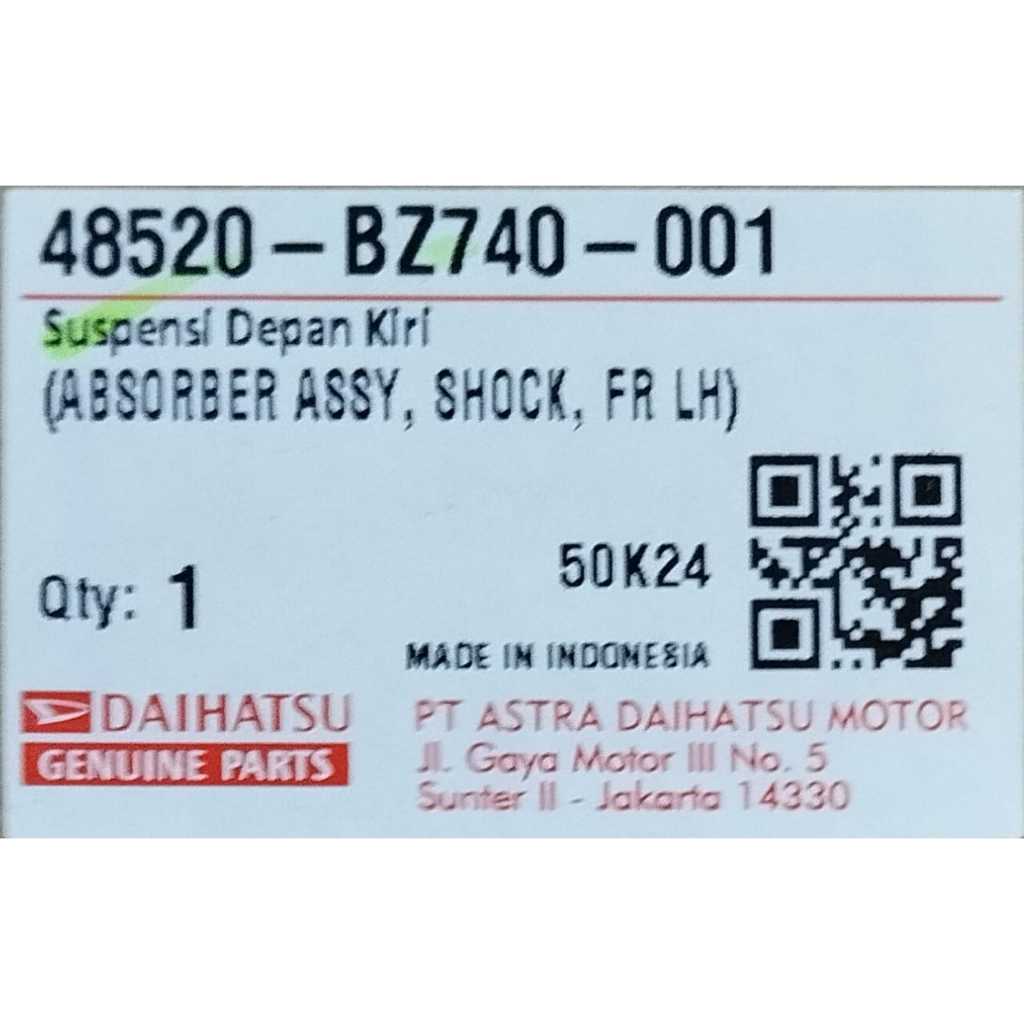 48520-BZ740-001
Suspensi Depan Kiri
(ABSORBER ASSY, SHOCK, FR LH)
50K24
Qty: 1
MADE IN INDONESIA
DAIHATSU
GENUINE PARTS
PT ASTRA DAIHATSU MOTOR
Jl. Gaya Motor III No. 5
Sunter II - Jakarta 14330